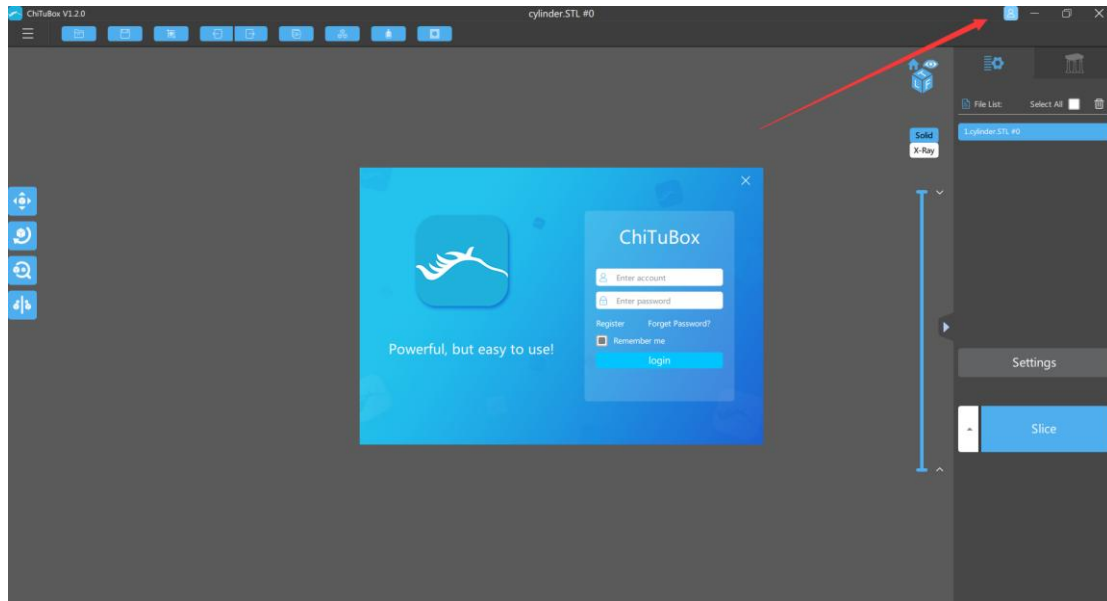 ChiTuBox V1.2.0
cylinder.STL #0
File List:
Select All
1.cylinder.STL #0
Solid
X-Ray
ChiTuBox
Enter account
Enter password
Register
Forget Password?
Remember me
login
Powerful, but easy to use!
Settings
Slice